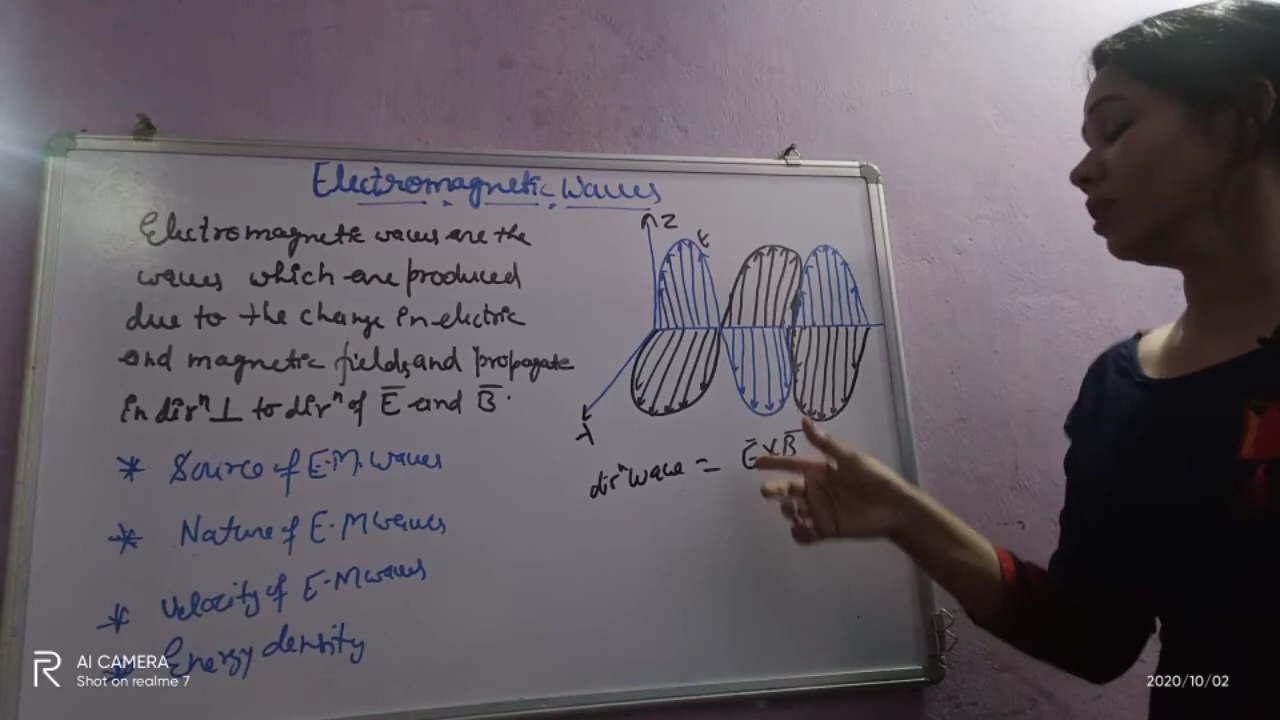 Electromagnetic Waves
Electromagnetic waves are the
waves which are produced
due to the change in electric
and magnetic fields, and propagate
in dirⁿ ⊥ to dirⁿ of E̅ and B̅.
* Source of E.M. waves
* Nature of E.M waves
* Velocity of E.M waves
* Energy density
Z
E
dirⁿ wave = E̅ × B̅
R
AI CAMERA
Shot on realme 7
2020/10/02